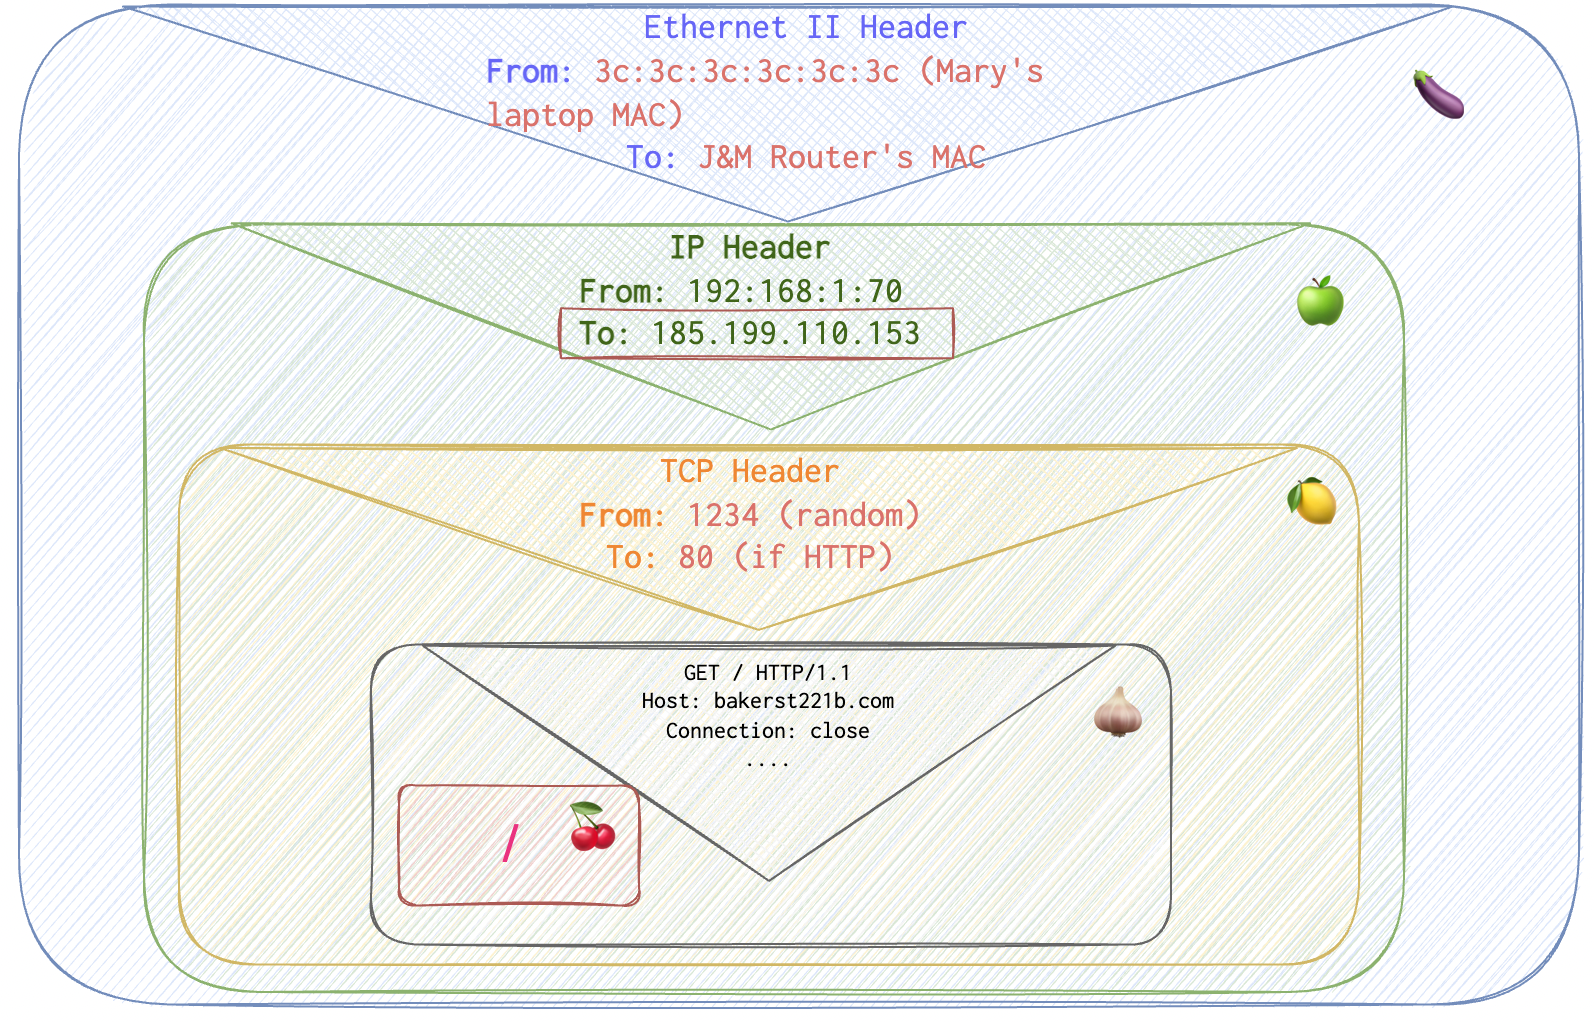 Ethernet II Header
From: 3c:3c:3c:3c:3c:3c (Mary's
laptop MAC)
To: J&M Router's MAC
IP Header
From: 192:168:1:70
To: 185.199.110.153
TCP Header
From: 1234 (random)
To: 80 (if HTTP)
GET / HTTP/1.1
Host: bakerst221b.com
Connection: close
....
/